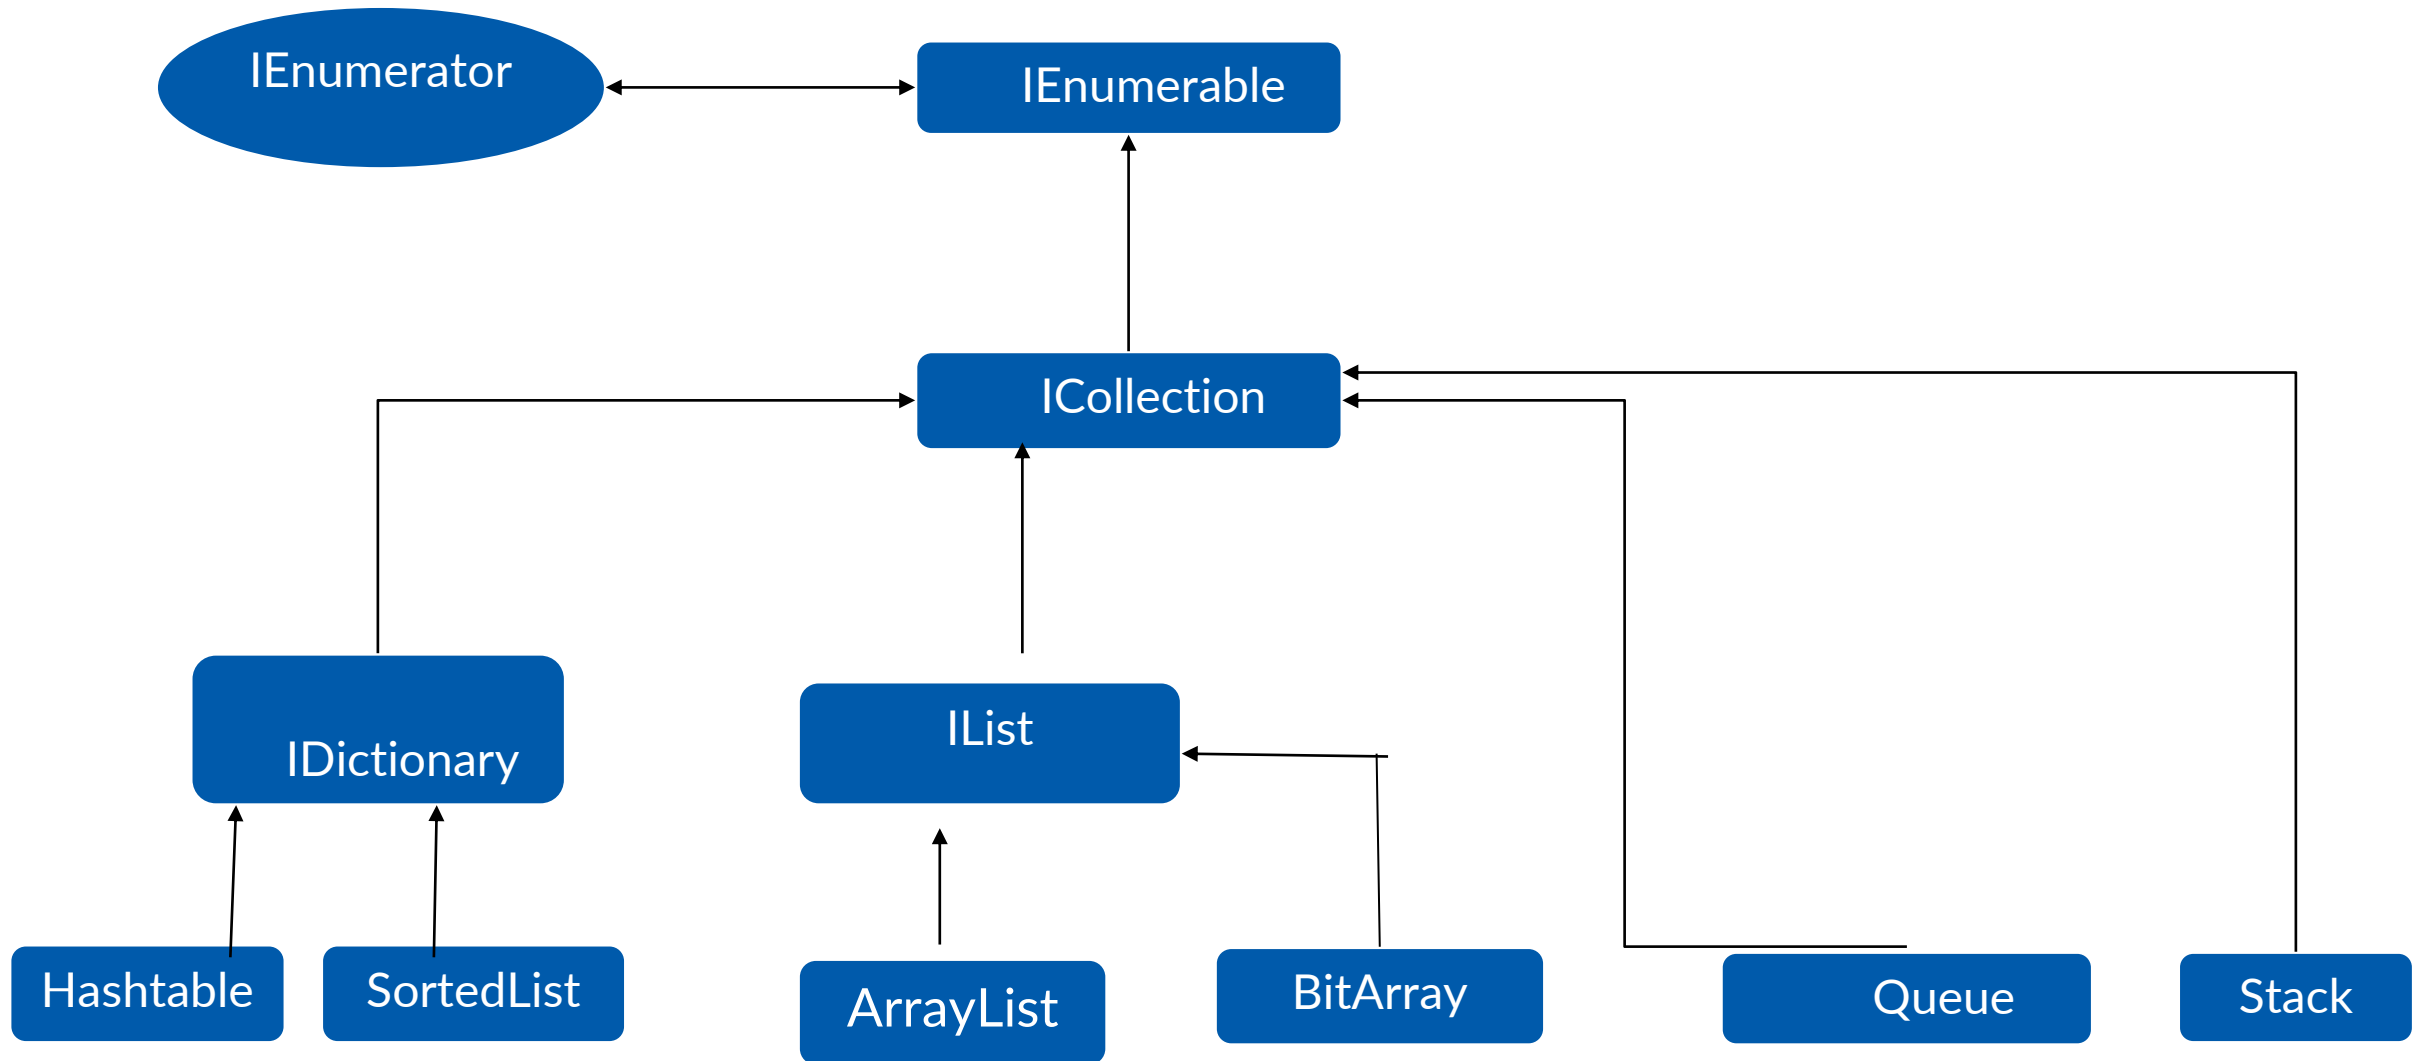 IEnumerator
IEnumerable
ICollection
IDictionary
IList
Hashtable
SortedList
ArrayList
BitArray
Queue
Stack